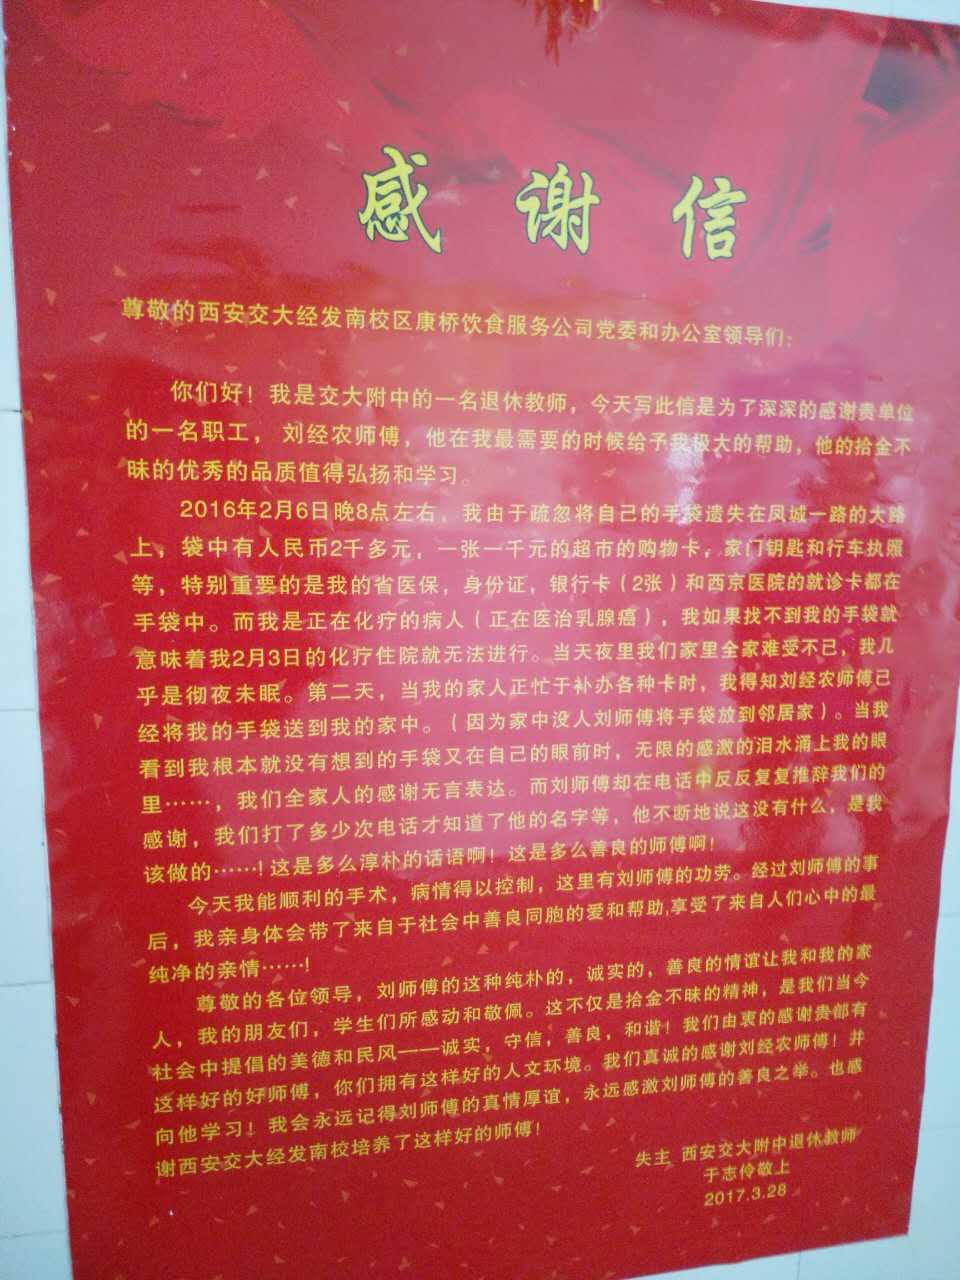 感谢信
尊敬的西安交大经发南校区康桥饮食服务公司党委和办公室领导们：
你们好！我是交大附中的一名退休教师，今天写此信是为了深深的感谢贵单位
的一名职工， 刘经农师傅，他在我最需要的时候给予我极大的帮助，他的拾金不
昧的优秀的品质值得弘扬和学习。
2016年2月6日晚8点左右，我由于疏忽将自己的手袋遗失在凤城一路的大路
上，袋中有人民币2千多元，一张一千元的超市的购物卡，家门钥匙和行车执照
等，特别重要的是我的省医保，身份证，银行卡（2张）和西京医院的就诊卡都在
手袋中。而我是正在化疗的病人（正在医治乳腺癌），我如果找不到我的手袋就
意味着我2月3日的化疗住院就无法进行。当天夜里我们家里全家难受不已，我几
乎是彻夜未眠。第二天，当我的家人正忙于补办各种卡时，我得知刘经农师傅已
经将我的手袋送到我的家中。（因为家中没人刘师傅将手袋放到邻居家）。当我
看到我根本就没有想到的手袋又在自己的眼前时，无限的感激的泪水涌上我的眼
里……，我们全家人的感谢无言表达。而刘师傅却在电话中反反复复推辞我们的
感谢，我们打了多少次电话才知道了他的名字等，他不断地说这没有什么，是我
该做的……！这是多么淳朴的话语啊！这是多么善良的师傅啊！
今天我能顺利的手术，病情得以控制，这里有刘师傅的功劳。经过刘师傅的事
后，我亲身体会带了来自于社会中善良同胞的爱和帮助,享受了来自人们心中的最
纯净的亲情……！
尊敬的各位领导，刘师傅的这种纯朴的，诚实的，善良的情谊让我和我的家
人，我的朋友们，学生们所感动和敬佩。这不仅是拾金不昧的精神，是我们当今
社会中提倡的美德和民风——诚实，守信，善良，和谐！我们由衷的感谢贵部有
这样好的好师傅，你们拥有这样好的人文环境。我们真诚的感谢刘经农师傅！并
向他学习！我会永远记得刘师傅的真情厚谊，永远感激刘师傅的善良之举。也感
谢西安交大经发南校培养了这样好的师傅！
失主 西安交大附中退休教师
于志伶敬上
2017.3.28